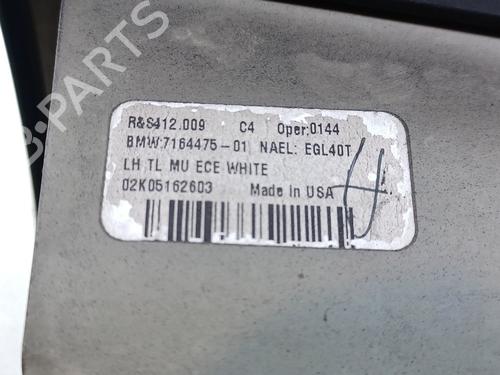 R&S412.009 C4 Oper:0144
BMW:7164475-01 NAEL: EGL40T
LH TL MU ECE WHITE
02K05162603 Made in USA
4
B-PARTS